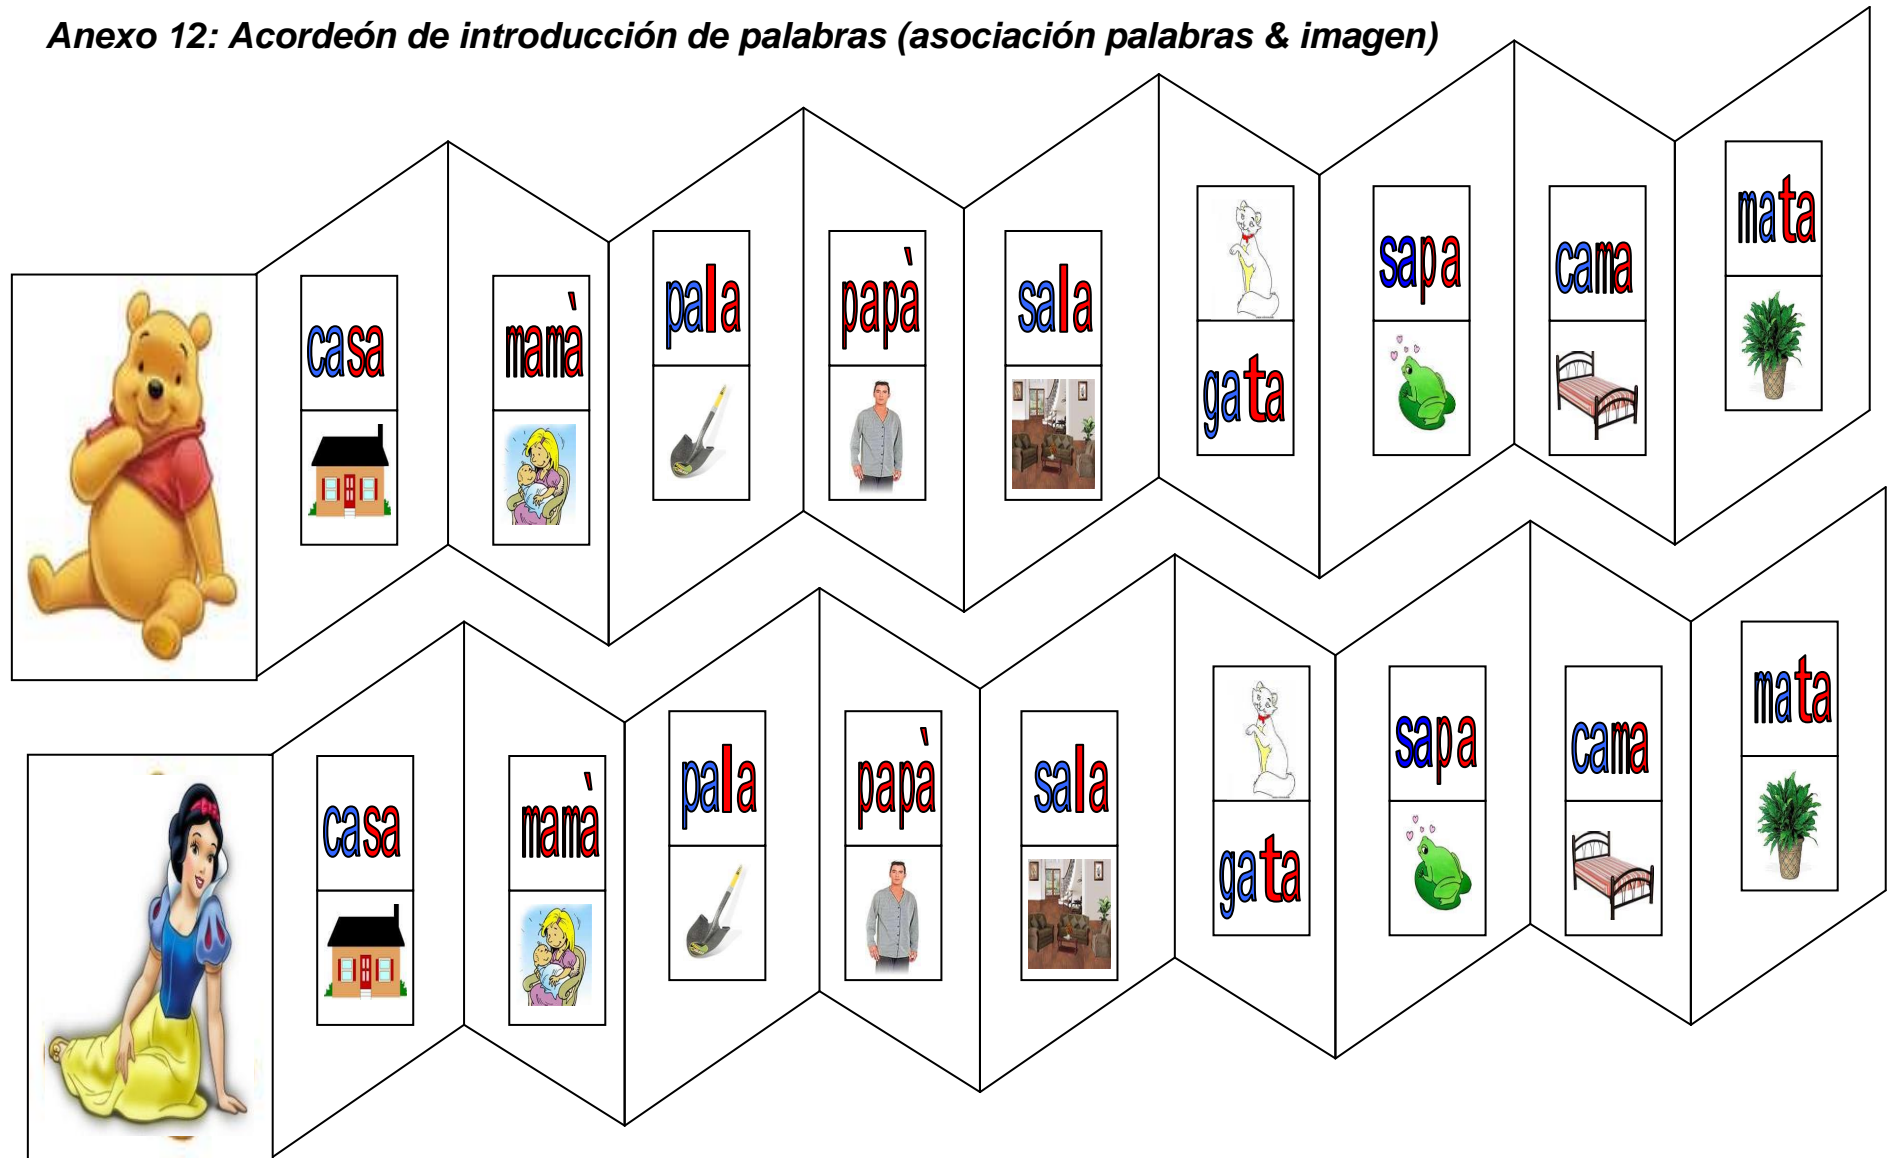 Anexo 12: Acordeón de introducción de palabras (asociación palabras & imagen)
casa
mamà
pala
papà
sala
gata
sapa
cama
mata
casa
mamà
pala
papà
sala
gata
sapa
cama
mata